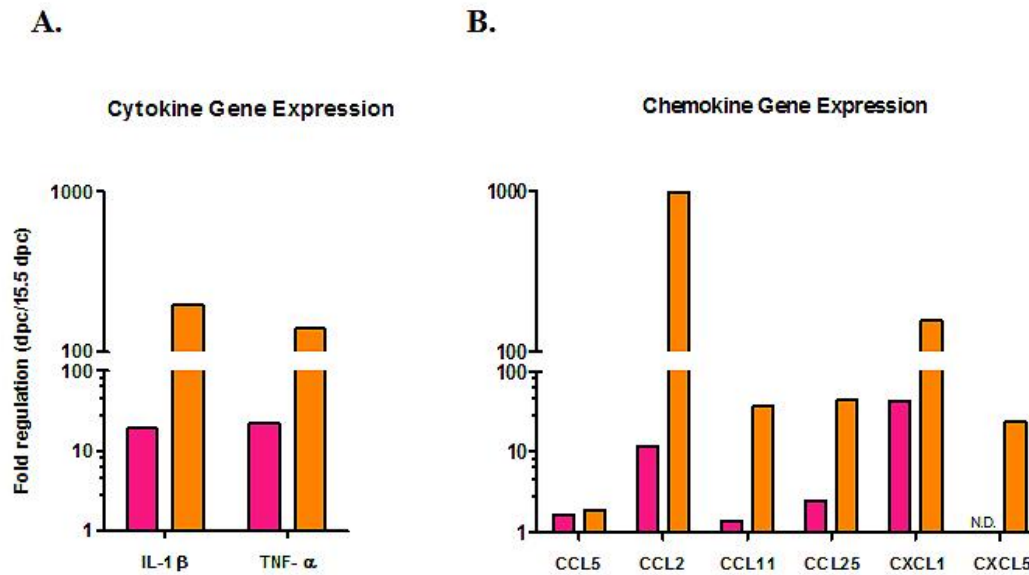 A.
Cytokine Gene Expression
Fold regulation (dpc/15.5 dpc)
1000
100
100
10
1
IL-1 β
TNF- α
B.
Chemokine Gene Expression
1000
100
100
10
1
N.D.
CCL5
CCL2
CCL11
CCL25
CXCL1
CXCL5